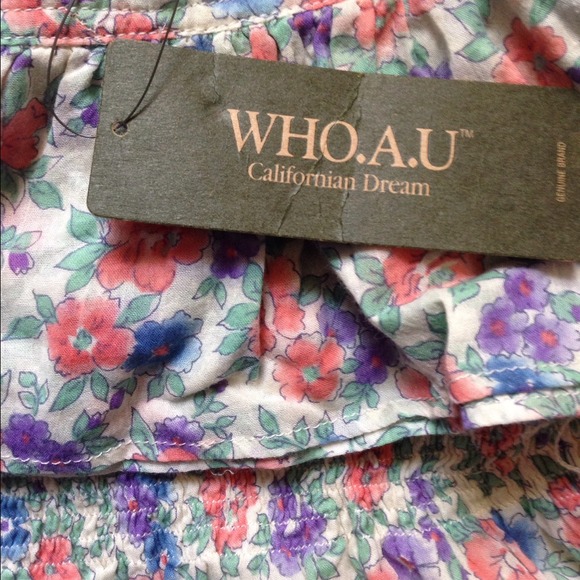 WHO.A.U™
Californian Dream
GENUINE BRAND